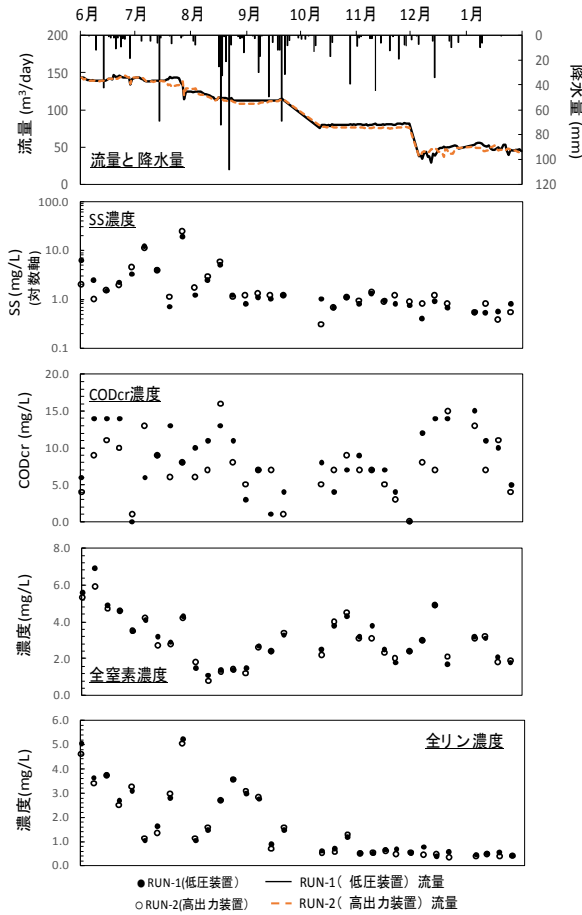 6月 7月 8月 9月 10月 11月 12月 1月
200
150
100
50
0
流量 (m³/day)
0
20
40
60
80
100
120
降水量 (mm)
流量と降水量
100.0
10.0
1.0
0.1
SS (mg/L)
(対数軸)
SS濃度
20.0
15.0
10.0
5.0
0.0
CODcr (mg/L)
CODcr濃度
8.0
6.0
4.0
2.0
0.0
濃度(mg/L)
全窒素濃度
6.0
5.0
4.0
3.0
2.0
1.0
0.0
濃度(mg/L)
全リン濃度
RUN-1(低圧装置) RUN-1( 低圧装置) 流量
RUN-2(高出力装置) RUN-2( 高出力装置) 流量